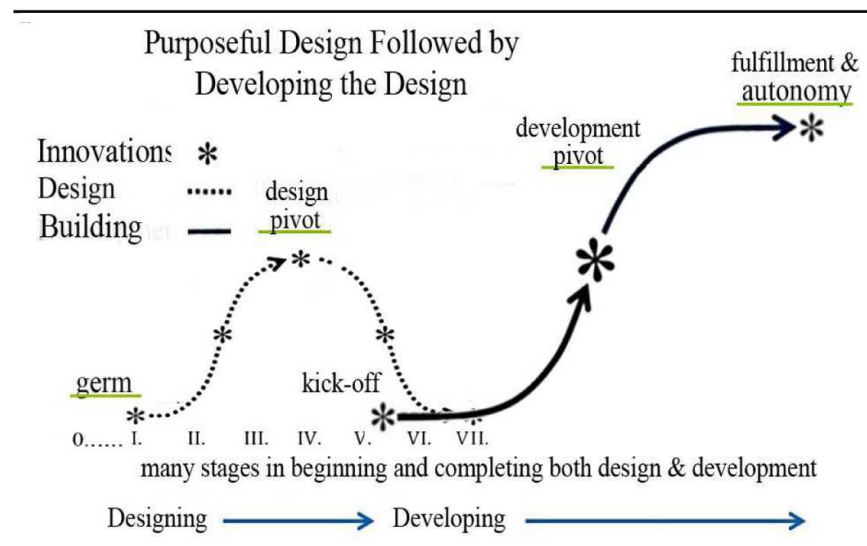 Purposeful Design Followed by
Developing the Design
fulfillment &
autonomy
development
pivot
Innovations *
Design
Building
design
pivot
germ
kick-off
0...... I. II. III. IV. V. VI. VII.
many stages in beginning and completing both design & development
Designing Developing